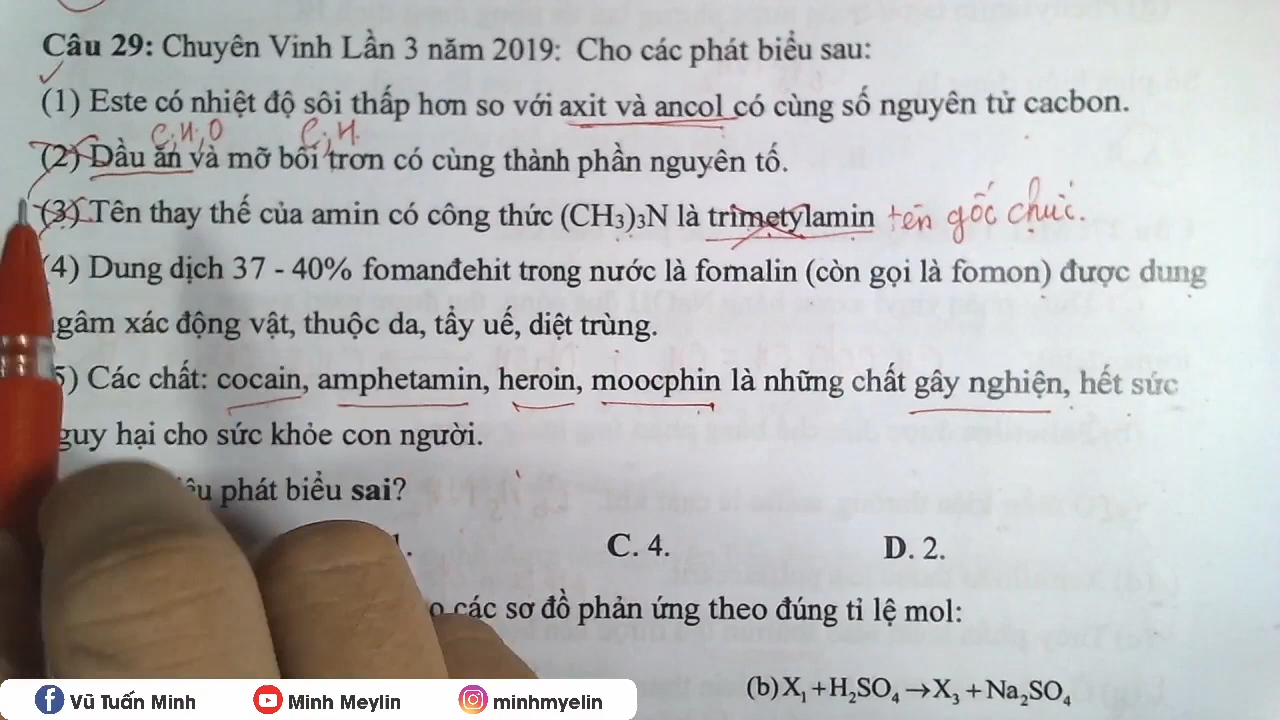 Câu 29: Chuyên Vinh Lần 3 năm 2019: Cho các phát biểu sau:
(1) Este có nhiệt độ sôi thấp hơn so với axit và ancol có cùng số nguyên tử cacbon.
C, H, O C, H
(2) Dầu ăn và mỡ bôi trơn có cùng thành phần nguyên tố.
(3) Tên thay thế của amin có công thức (CH₃)₃N là trimetylamin tên gốc chức.
(4) Dung dịch 37 - 40% fomanđehit trong nước là fomalin (còn gọi là fomon) được dung
gâm xác động vật, thuộc da, tẩy uế, diệt trùng.
5) Các chất: cocain, amphetamin, heroin, moocphin là những chất gây nghiện, hết sức
guy hại cho sức khỏe con người.
phát biểu sai?
1. C. 4. D. 2.
các sơ đồ phản ứng theo đúng tỉ lệ mol:
(b) X₁ + H₂SO₄ → X₃ + Na₂SO₄
Vũ Tuấn Minh Minh Meylin minhmyelin